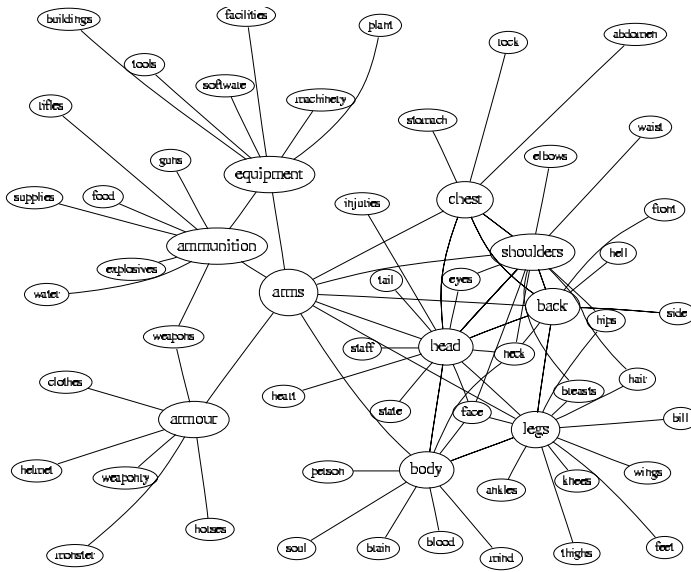 buildings
facilities
plant
tools
software
machinery
rock
abdomen
rifles
stomach
guns
waist
elbows
equipment
supplies
food
injuries
chest
front
ammunition
shoulders
hell
explosives
water
arms
tail
eyes
back
side
hips
weapons
staff
head
neck
clothes
heart
hair
breasts
armour
state
face
legs
bill
helmet
weaponry
person
body
ankles
knees
wings
houses
monster
soul
brain
blood
mind
thighs
feet